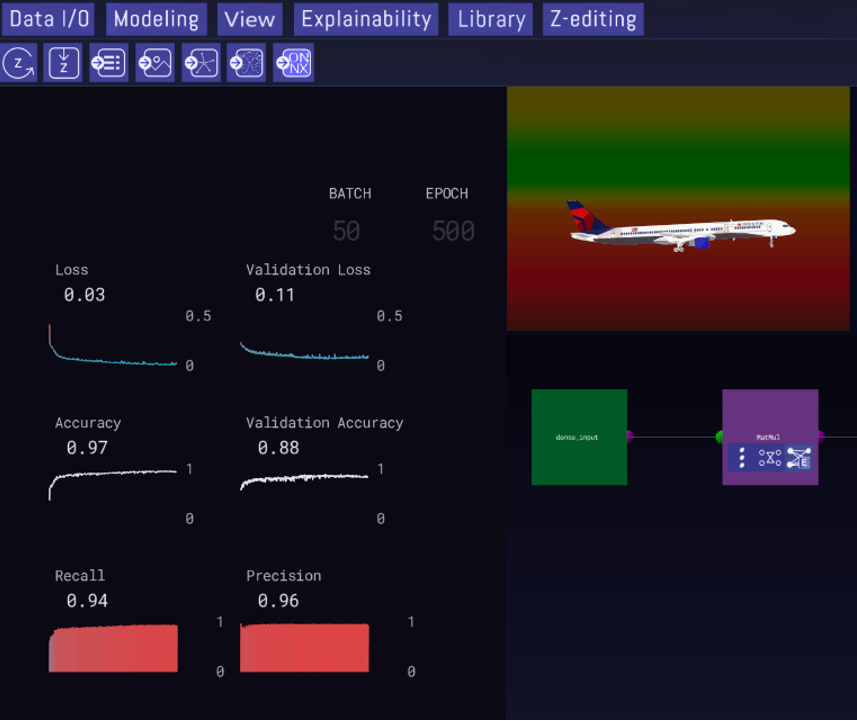 Data I/O Modeling View Explainability Library Z-editing
Z Z ON
NX
BATCH EPOCH
50 500
Loss Validation Loss
0.03 0.11
0.5 0.5
0 0
Accuracy Validation Accuracy
0.97 0.88
1 1
0 0
Recall Precision
0.94 0.96
1 1
0 0
DELTA
dense_input MatMul
E